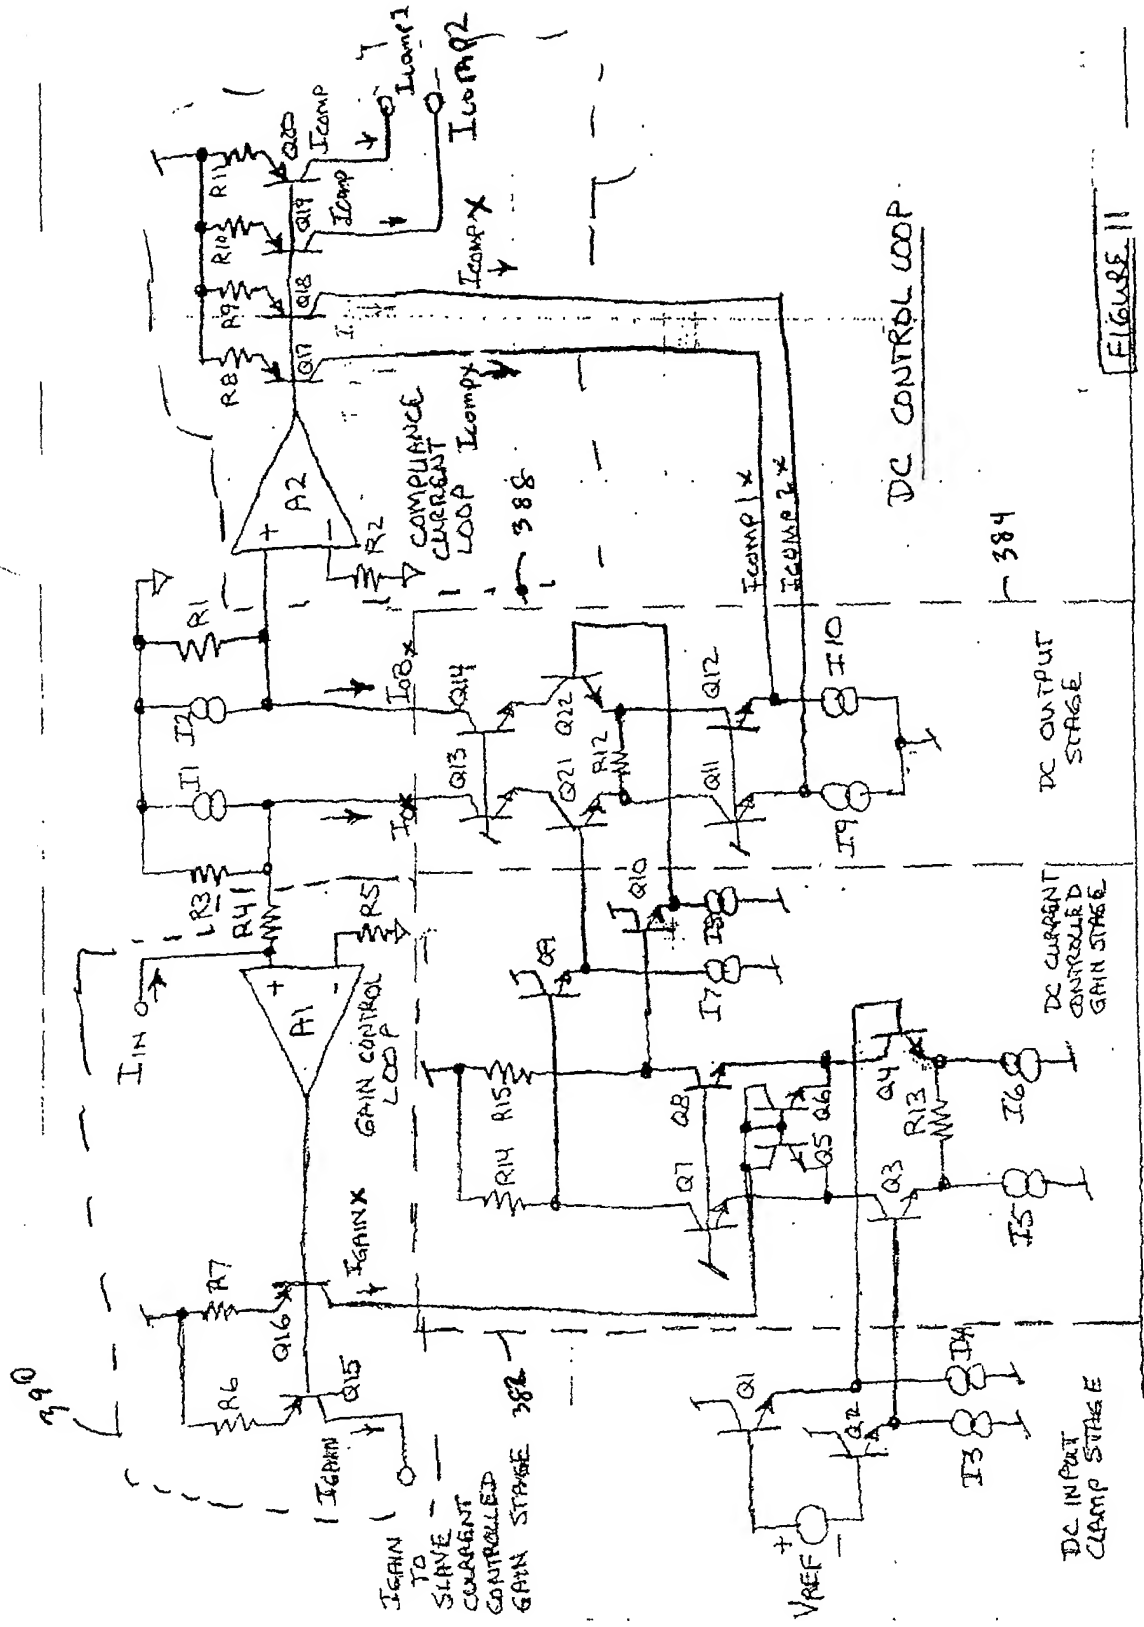 390
IGAIN
IGAIN
TO
SLAVE
CURRENT
CONTROLLED
GAIN STAGE
382
R6
Q15
Q16
R7
IGAINX
A1
+
-
IIN
GAIN CONTROL
LOOP
R5
R41
R3
I1
I2
R1
IOX
IOBX
A2
+
-
R2
COMPLIANCE
CURRENT
LOOP
388
R8
R9
R10
R11
Q17
Q18
Q19
Q20
Icomp
Icomp
Icomp1
Icomp2
IcompX
IcompX
Q13
Q14
Q21
Q22
R12
Q11
Q12
I9
I10
Icomp1x
Icomp2x
DC OUTPUT
STAGE
384
Q9
Q10
I7
I8
R14
R15
Q7
Q8
Q5
Q6
Q3
Q4
R13
I5
I6
DC CURRENT
CONTROLLED
GAIN STAGE
Q1
Q2
I3
I4
VREF
+
-
DC INPUT
CLAMP STAGE
DC CONTROL LOOP
FIGURE 11